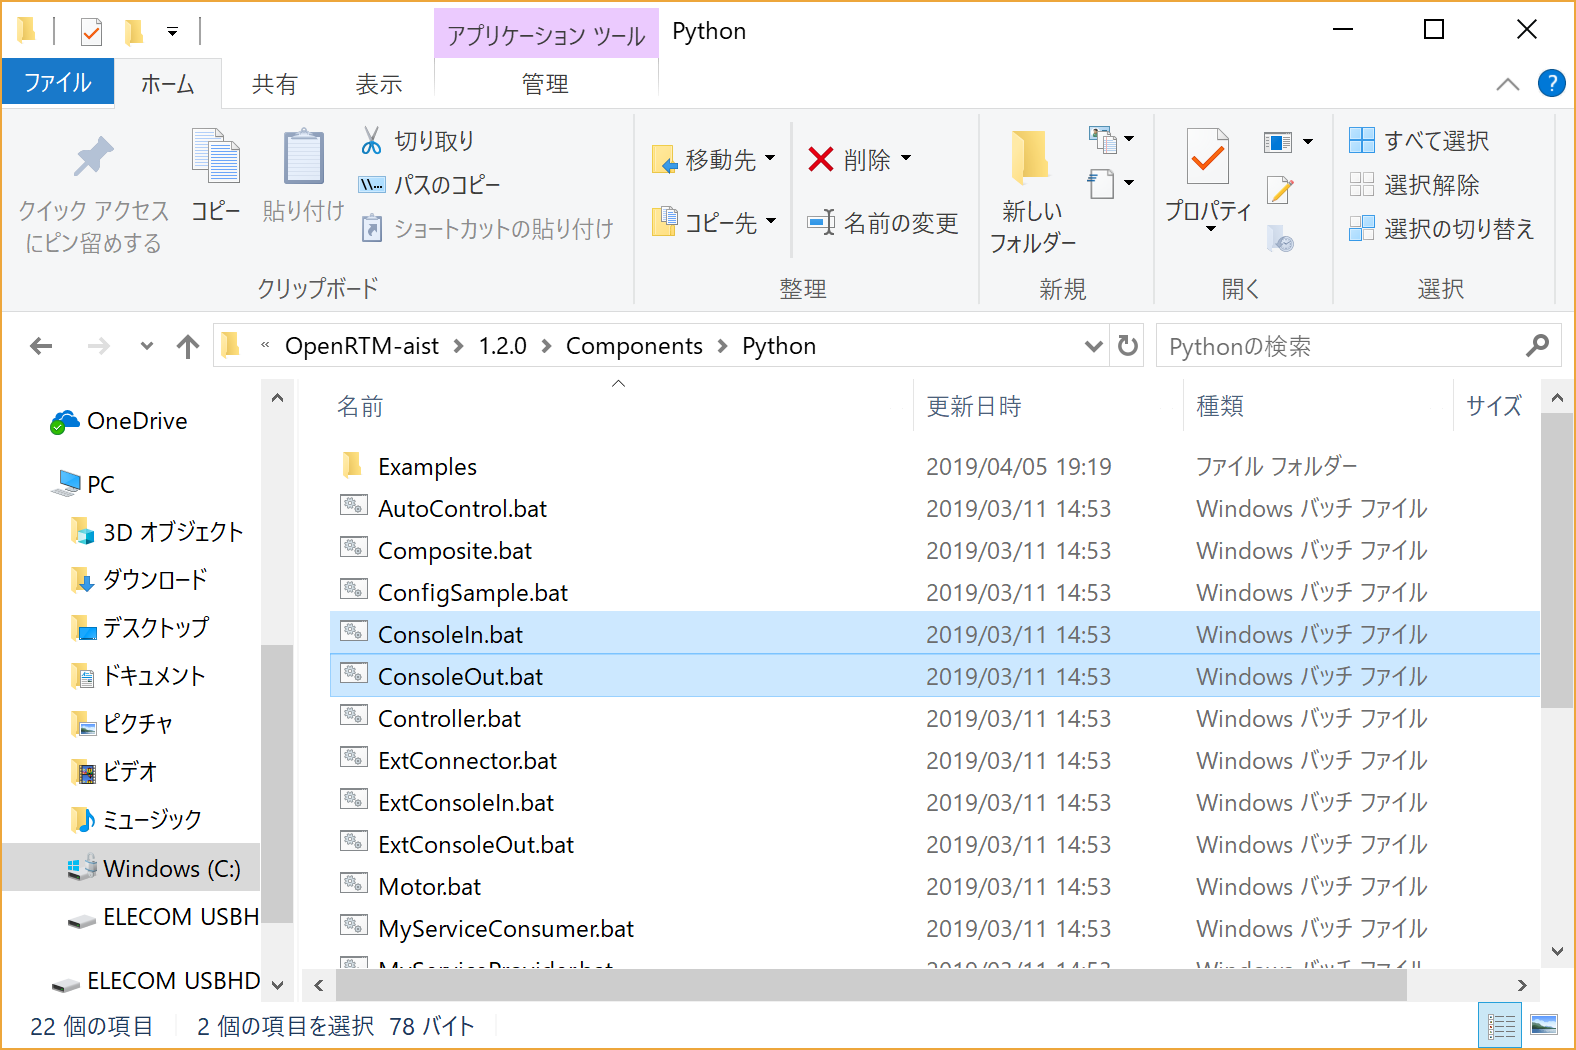 アプリケーション ツール
Python
ファイル
ホーム
共有
表示
管理
?
クイック アクセス
にピン留めする
コピー
貼り付け
切り取り
パスのコピー
ショートカットの貼り付け
クリップボード
移動先
コピー先
削除
名前の変更
整理
新しい
フォルダー
新規
プロパティ
開く
すべて選択
選択解除
選択の切り替え
選択
« OpenRTM-aist > 1.2.0 > Components > Python
Pythonの検索
OneDrive
PC
3D オブジェクト
ダウンロード
デスクトップ
ドキュメント
ピクチャ
ビデオ
ミュージック
Windows (C:)
ELECOM USBH
ELECOM USBHD
名前 更新日時 種類 サイズ
Examples 2019/04/05 19:19 ファイル フォルダー
AutoControl.bat 2019/03/11 14:53 Windows バッチ ファイル
Composite.bat 2019/03/11 14:53 Windows バッチ ファイル
ConfigSample.bat 2019/03/11 14:53 Windows バッチ ファイル
ConsoleIn.bat 2019/03/11 14:53 Windows バッチ ファイル
ConsoleOut.bat 2019/03/11 14:53 Windows バッチ ファイル
Controller.bat 2019/03/11 14:53 Windows バッチ ファイル
ExtConnector.bat 2019/03/11 14:53 Windows バッチ ファイル
ExtConsoleIn.bat 2019/03/11 14:53 Windows バッチ ファイル
ExtConsoleOut.bat 2019/03/11 14:53 Windows バッチ ファイル
Motor.bat 2019/03/11 14:53 Windows バッチ ファイル
MyServiceConsumer.bat 2019/03/11 14:53 Windows バッチ ファイル
MyServiceProvider.bat 2019/03/11 14:53 Windows バッチ ファイル
22 個の項目
2 個の項目を選択 78 バイト